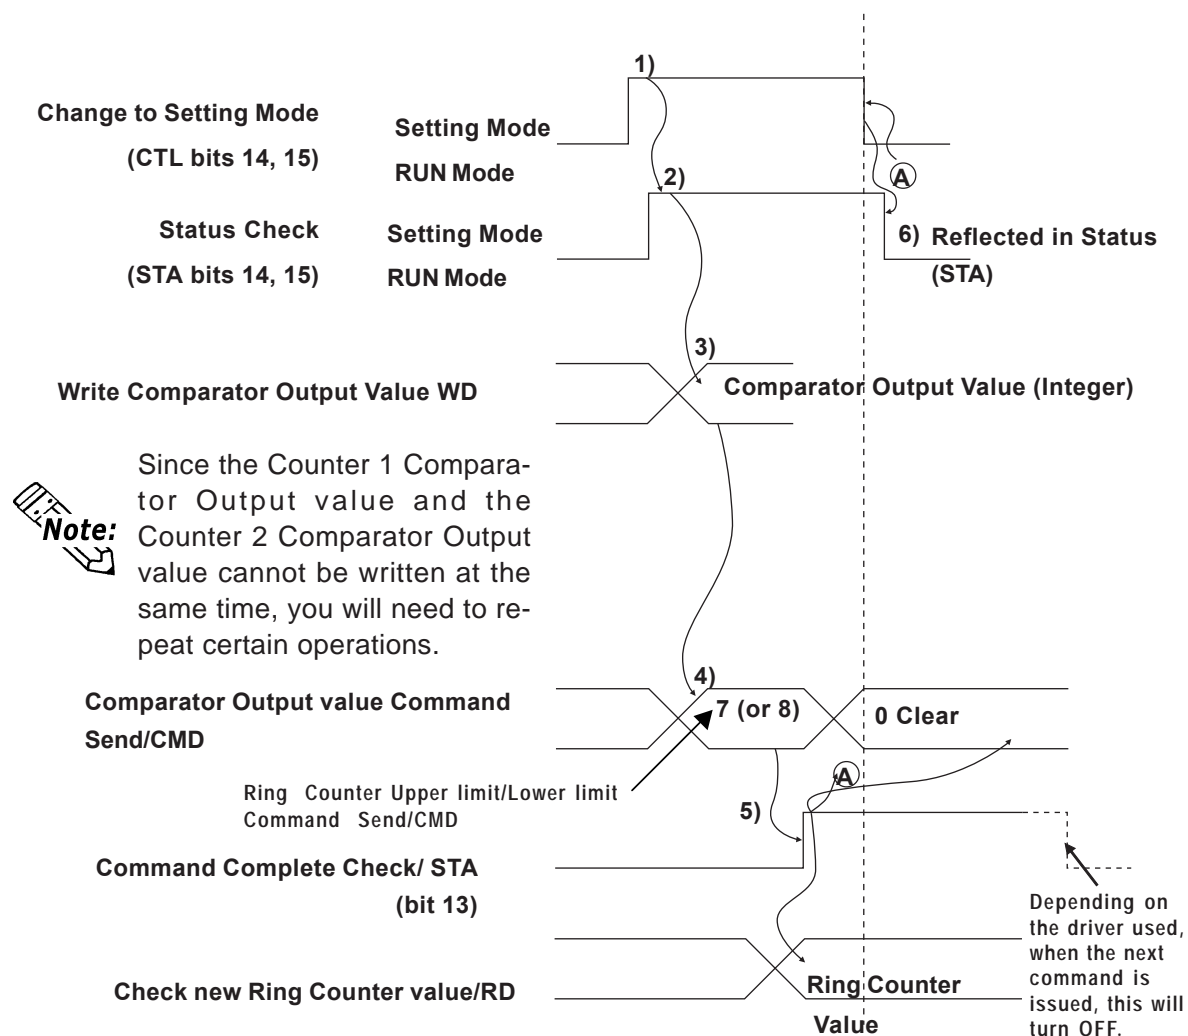 1)
Change to Setting Mode
(CTL bits 14, 15)
Setting Mode
RUN Mode
A
2)
Status Check
(STA bits 14, 15)
Setting Mode
RUN Mode
6) Reflected in Status
(STA)
3)
Write Comparator Output Value WD
Comparator Output Value (Integer)
Note:
Since the Counter 1 Compara-
tor Output value and the
Counter 2 Comparator Output
value cannot be written at the
same time, you will need to re-
peat certain operations.
4)
Comparator Output value Command
Send/CMD
7 (or 8)
0 Clear
A
Ring Counter Upper limit/Lower limit
Command Send/CMD
5)
Command Complete Check/ STA
(bit 13)
Depending on
the driver used,
when the next
command is
issued, this will
turn OFF.
Check new Ring Counter value/RD
Ring Counter
Value